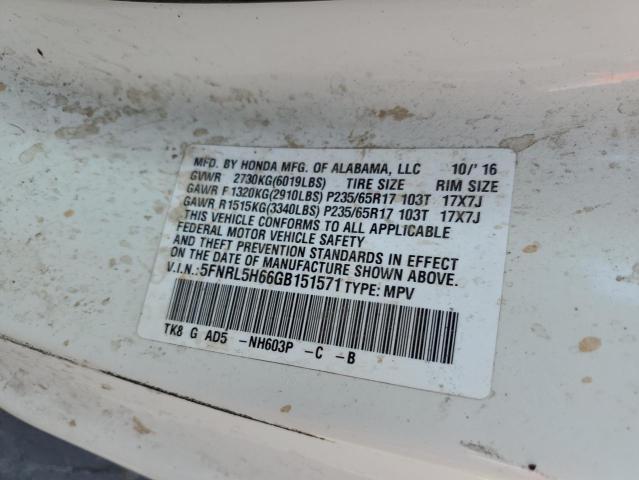 MFD. BY HONDA MFG. OF ALABAMA, LLC 10/'16
GVWR 2730KG(6019LBS) TIRE SIZE RIM SIZE
GAWR F 1320KG(2910LBS) P235/65R17 103T 17X7J
GAWR R1515KG(3340LBS) P235/65R17 103T 17X7J
THIS VEHICLE CONFORMS TO ALL APPLICABLE
FEDERAL MOTOR VEHICLE SAFETY
AND THEFT PREVENTION STANDARDS IN EFFECT
ON THE DATE OF MANUFACTURE SHOWN ABOVE.
V.I.N.:5FNRL5H66GB151571 TYPE: MPV
TK8 G AD5 -NH603P -C -B